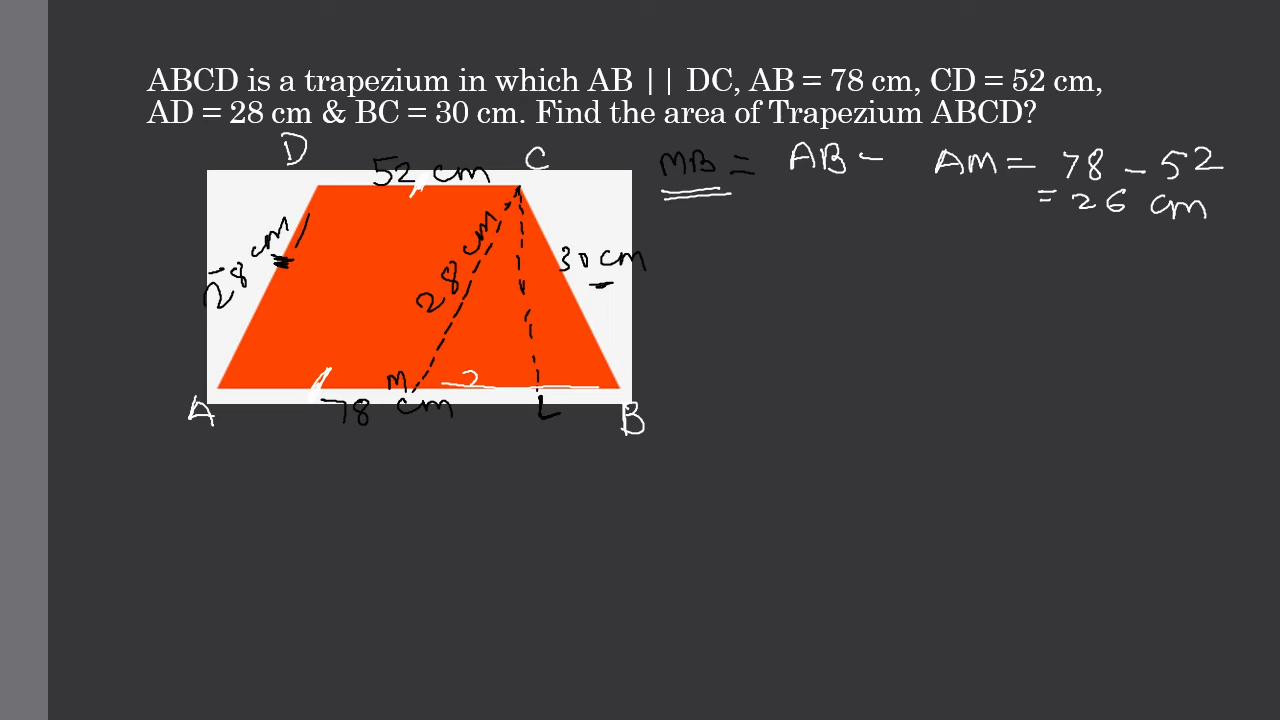 ABCD is a trapezium in which AB || DC, AB = 78 cm, CD = 52 cm,
AD = 28 cm & BC = 30 cm. Find the area of Trapezium ABCD?
D
C
52 cm
MB = AB - AM = 78 - 52
= 26 cm
28 cm
28 cm
30 cm
M
?
A
78 cm
L
B